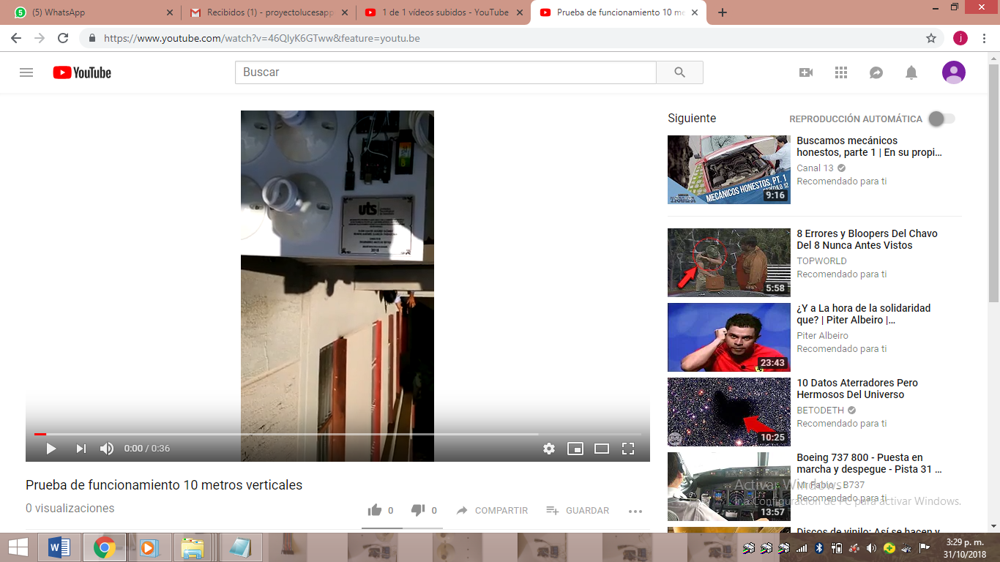 (5) WhatsApp
Recibidos (1) - proyectolucesapp
1 de 1 vídeos subidos - YouTube
Prueba de funcionamiento 10 me
https://www.youtube.com/watch?v=46QlyK6GTww&feature=youtu.be
j
YouTube
Buscar
uts
2018
0:00 / 0:36
Prueba de funcionamiento 10 metros verticales
0 visualizaciones
0
0
COMPARTIR
GUARDAR
Siguiente
REPRODUCCIÓN AUTOMÁTICA
MECÁNICOS HONESTOS, PT. 1
CAPÍTULO 12
9:16
Buscamos mecánicos
honestos, parte 1 | En su propi…
Canal 13
Recomendado para ti
5:58
8 Errores y Bloopers Del Chavo
Del 8 Nunca Antes Vistos
TOPWORLD
Recomendado para ti
23:43
¿Y a La hora de la solidaridad
que? | Piter Albeiro |…
Piter Albeiro
Recomendado para ti
10:25
10 Datos Aterradores Pero
Hermosos Del Universo
BETODETH
Recomendado para ti
13:57
Boeing 737 800 - Puesta en
marcha y despegue - Pista 31 …
Mr Fabio - B737
Recomendado para ti
Activar Windows
Ir a Configuración de PC para activar Windows.
Discos de vinilo: Así se hacen y
3:29 p. m.
31/10/2018